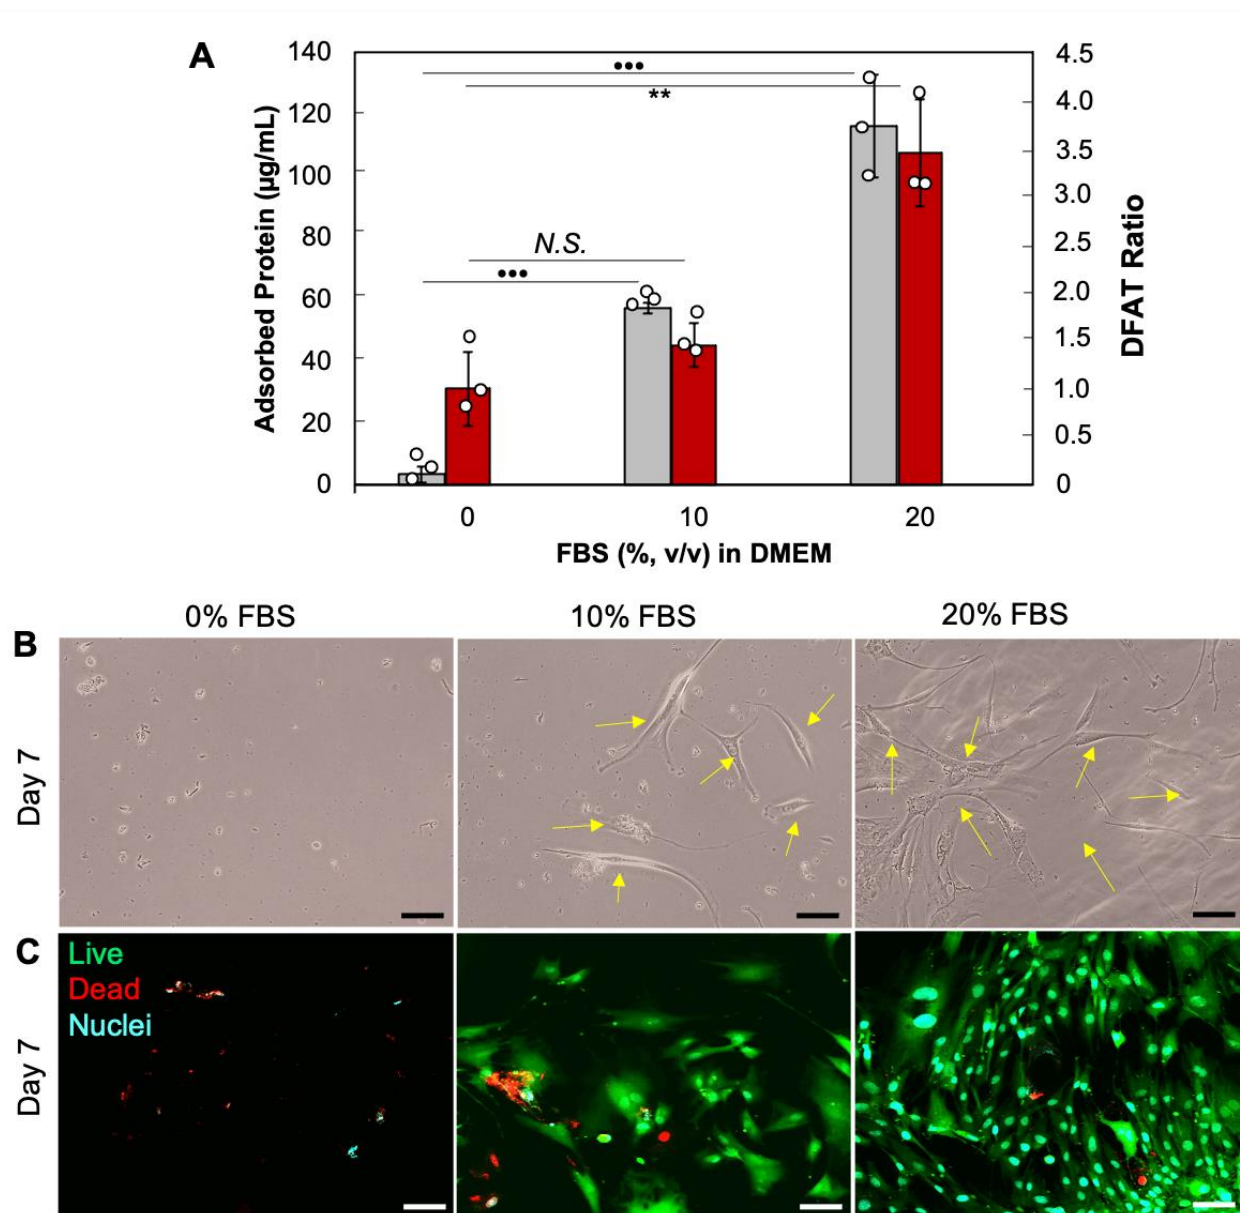 A
Adsorbed Protein (µg/mL)
140
120
100
80
60
40
20
0
•••
**
N.S.
•••
4.5
4.0
3.5
3.0
2.5
2.0
1.5
1.0
0.5
0
DFAT Ratio
0 10 20
FBS (%, v/v) in DMEM
0% FBS 10% FBS 20% FBS
B
Day 7
C
Live
Dead
Nuclei
Day 7